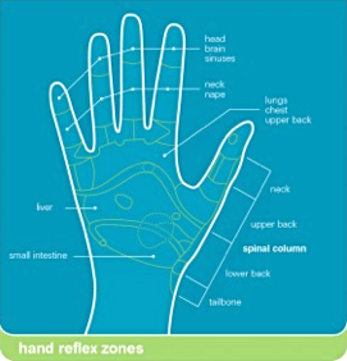 head
brain
sinuses
neck
nape
lungs
chest
upper back
neck
liver
upper back
spinal column
small intestine
lower back
tailbone
hand reflex zones